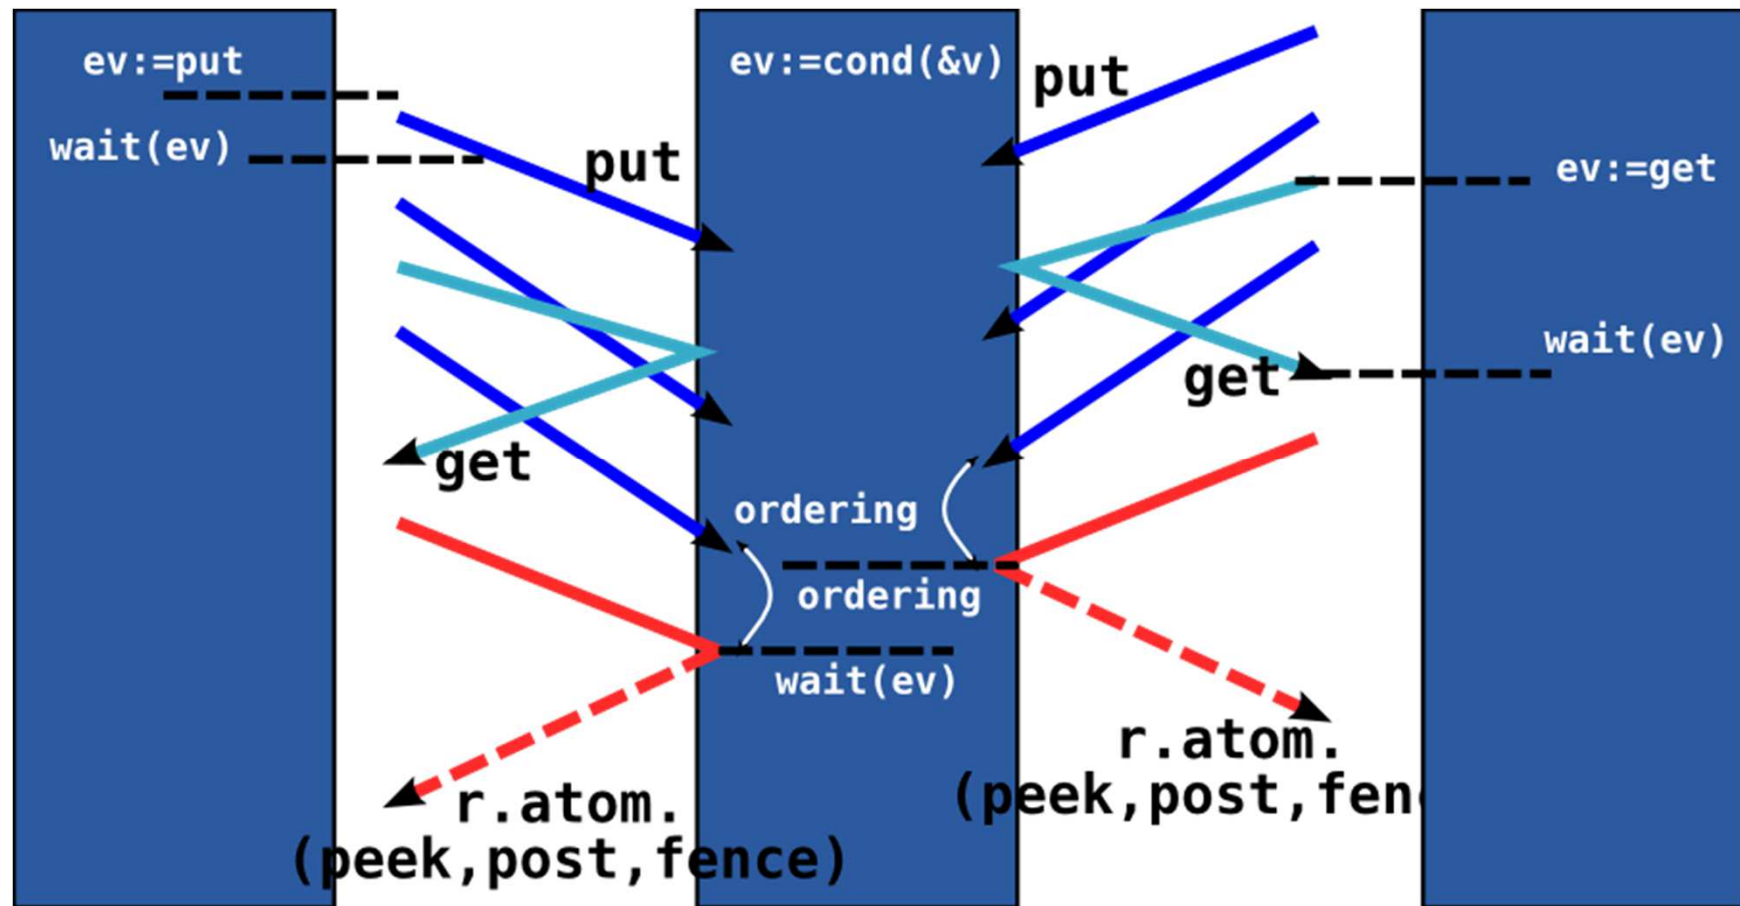 ev:=put
wait(ev)
put
get
r.atom.
(peek,post,fence)
ev:=cond(&v)
ordering
ordering
wait(ev)
put
get
r.atom.
(peek,post,fen
ev:=get
wait(ev)